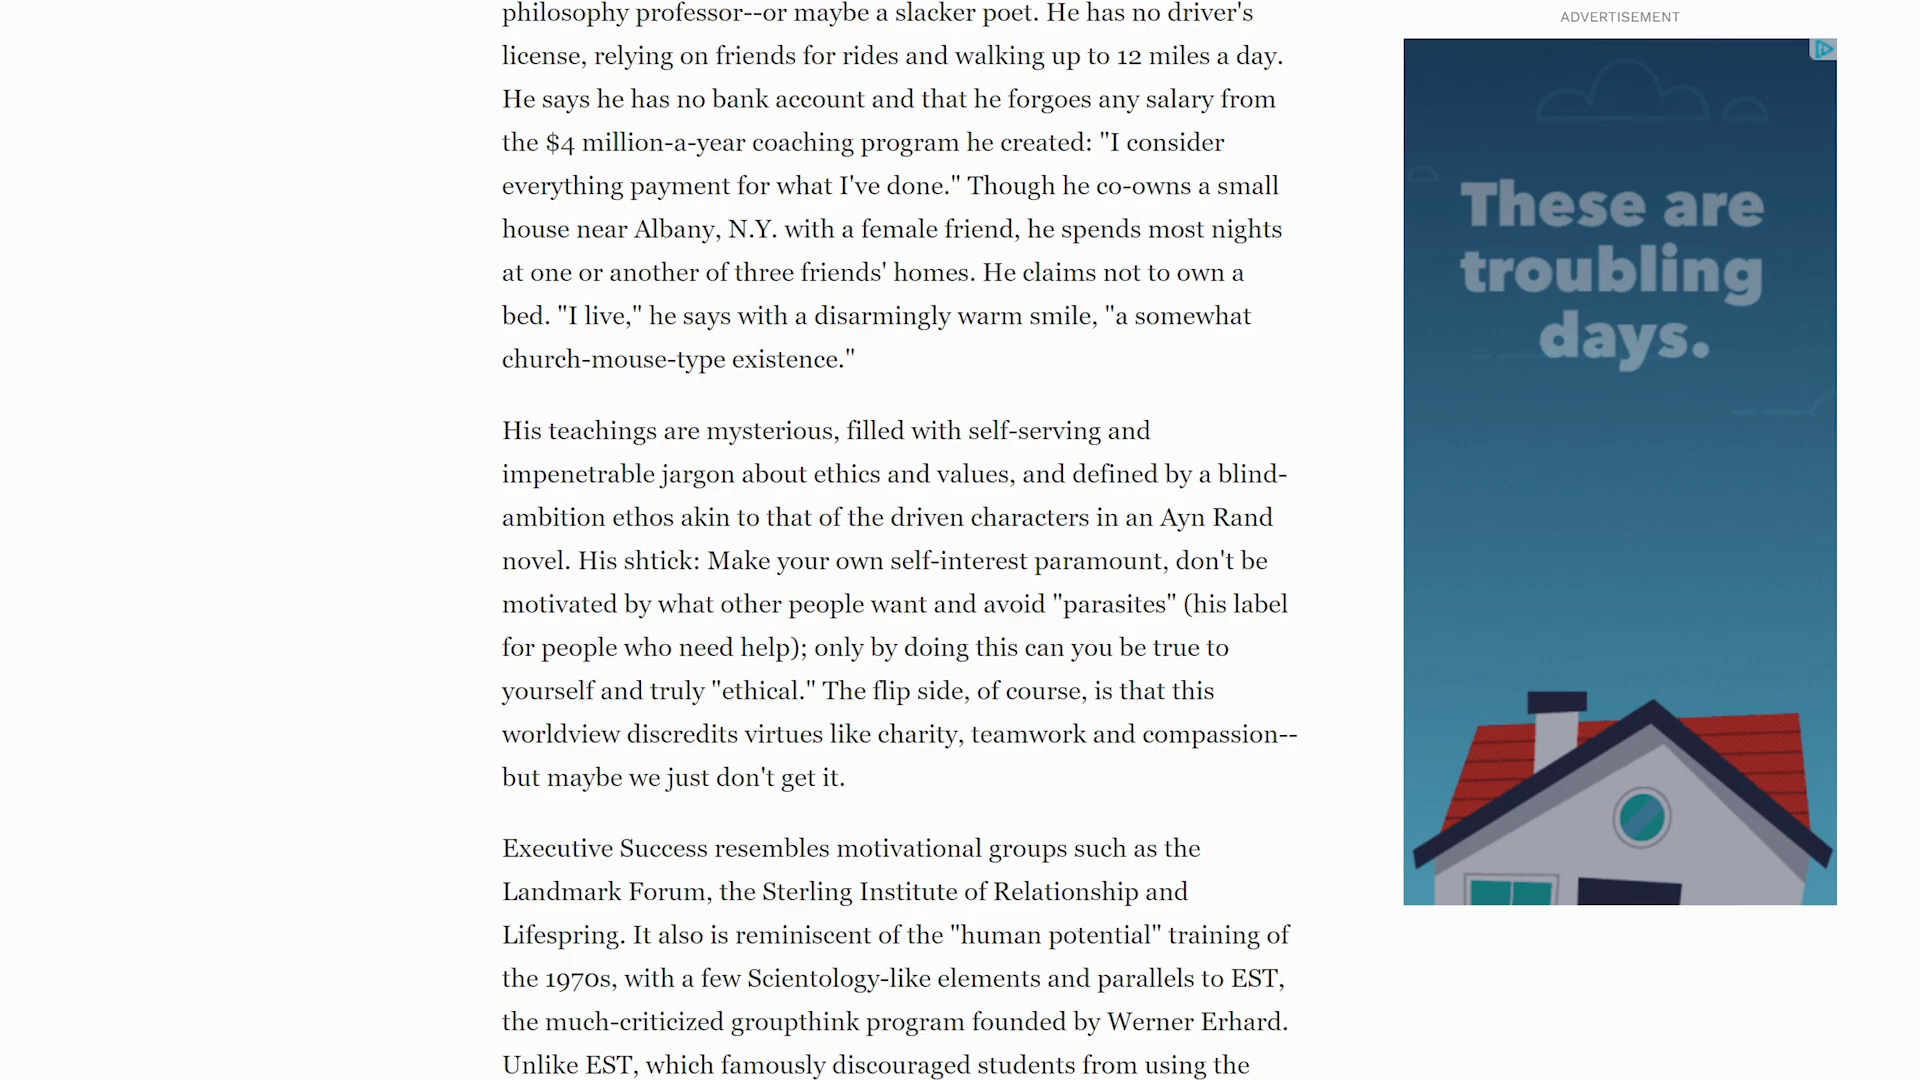 philosophy professor--or maybe a slacker poet. He has no driver's
license, relying on friends for rides and walking up to 12 miles a day.
He says he has no bank account and that he forgoes any salary from
the $4 million-a-year coaching program he created: "I consider
everything payment for what I've done." Though he co-owns a small
house near Albany, N.Y. with a female friend, he spends most nights
at one or another of three friends' homes. He claims not to own a
bed. "I live," he says with a disarmingly warm smile, "a somewhat
church-mouse-type existence."
His teachings are mysterious, filled with self-serving and
impenetrable jargon about ethics and values, and defined by a blind-
ambition ethos akin to that of the driven characters in an Ayn Rand
novel. His shtick: Make your own self-interest paramount, don't be
motivated by what other people want and avoid "parasites" (his label
for people who need help); only by doing this can you be true to
yourself and truly "ethical." The flip side, of course, is that this
worldview discredits virtues like charity, teamwork and compassion--
but maybe we just don't get it.
Executive Success resembles motivational groups such as the
Landmark Forum, the Sterling Institute of Relationship and
Lifespring. It also is reminiscent of the "human potential" training of
the 1970s, with a few Scientology-like elements and parallels to EST,
the much-criticized groupthink program founded by Werner Erhard.
Unlike EST, which famously discouraged students from using the
ADVERTISEMENT
These are
troubling
days.